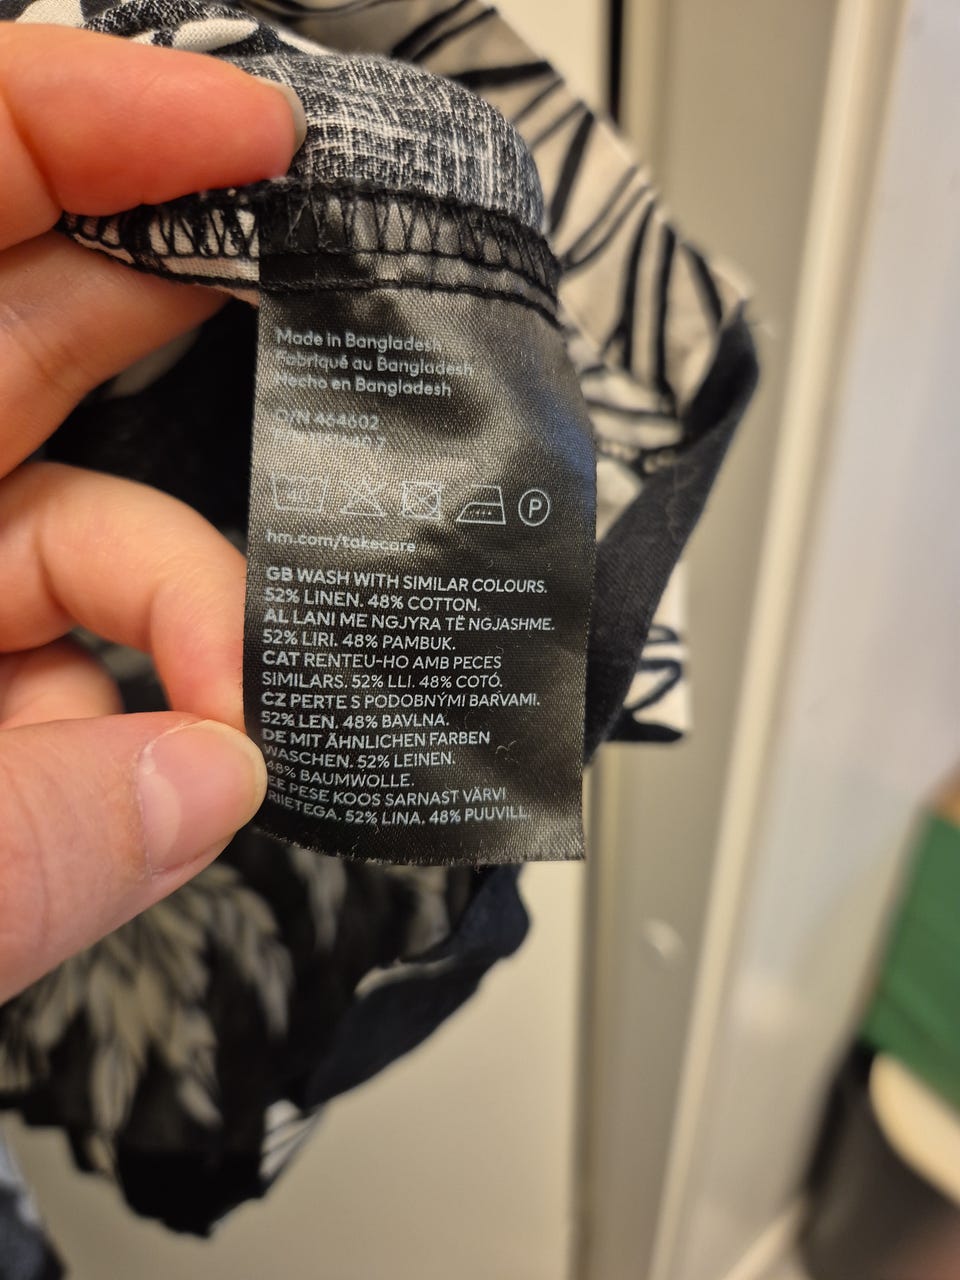 Made in Bangladesh
Fabriqué au Bangladesh
Hecho en Bangladesh
O/N 464602
40
P
hm.com/takecare
GB WASH WITH SIMILAR COLOURS.
52% LINEN. 48% COTTON.
AL LANI ME NGJYRA TË NGJASHME.
52% LIRI. 48% PAMBUK.
CAT RENTEU-HO AMB PECES
SIMILARS. 52% LLI. 48% COTÓ.
CZ PERTE S PODOBNÝMI BARVAMI.
52% LEN. 48% BAVLNA.
DE MIT ÄHNLICHEN FARBEN
WASCHEN. 52% LEINEN.
48% BAUMWOLLE.
EE PESE KOOS SARNAST VÄRVI
RIIETEGA. 52% LINA. 48% PUUVILL.